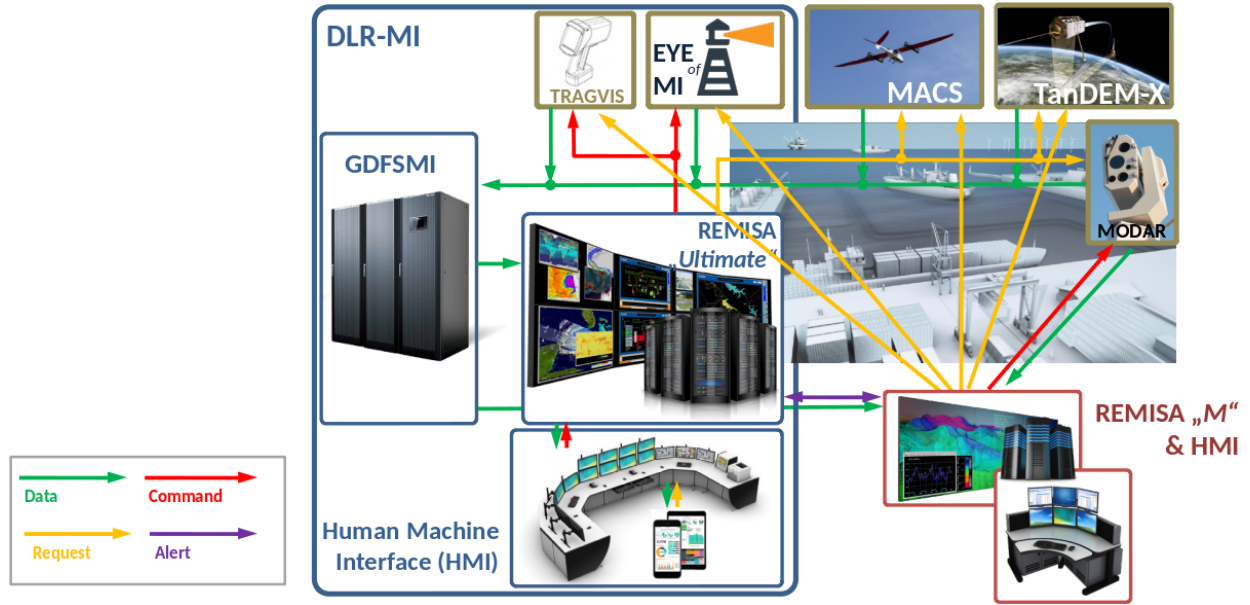 DLR-MI
TRAGVIS
EYE
of
MI
MACS
TanDEM-X
GDFSMI
MODAR
REMISA
„Ultimate“
REMISA „M“
& HMI
Data
Command
Request
Alert
Human Machine
Interface (HMI)